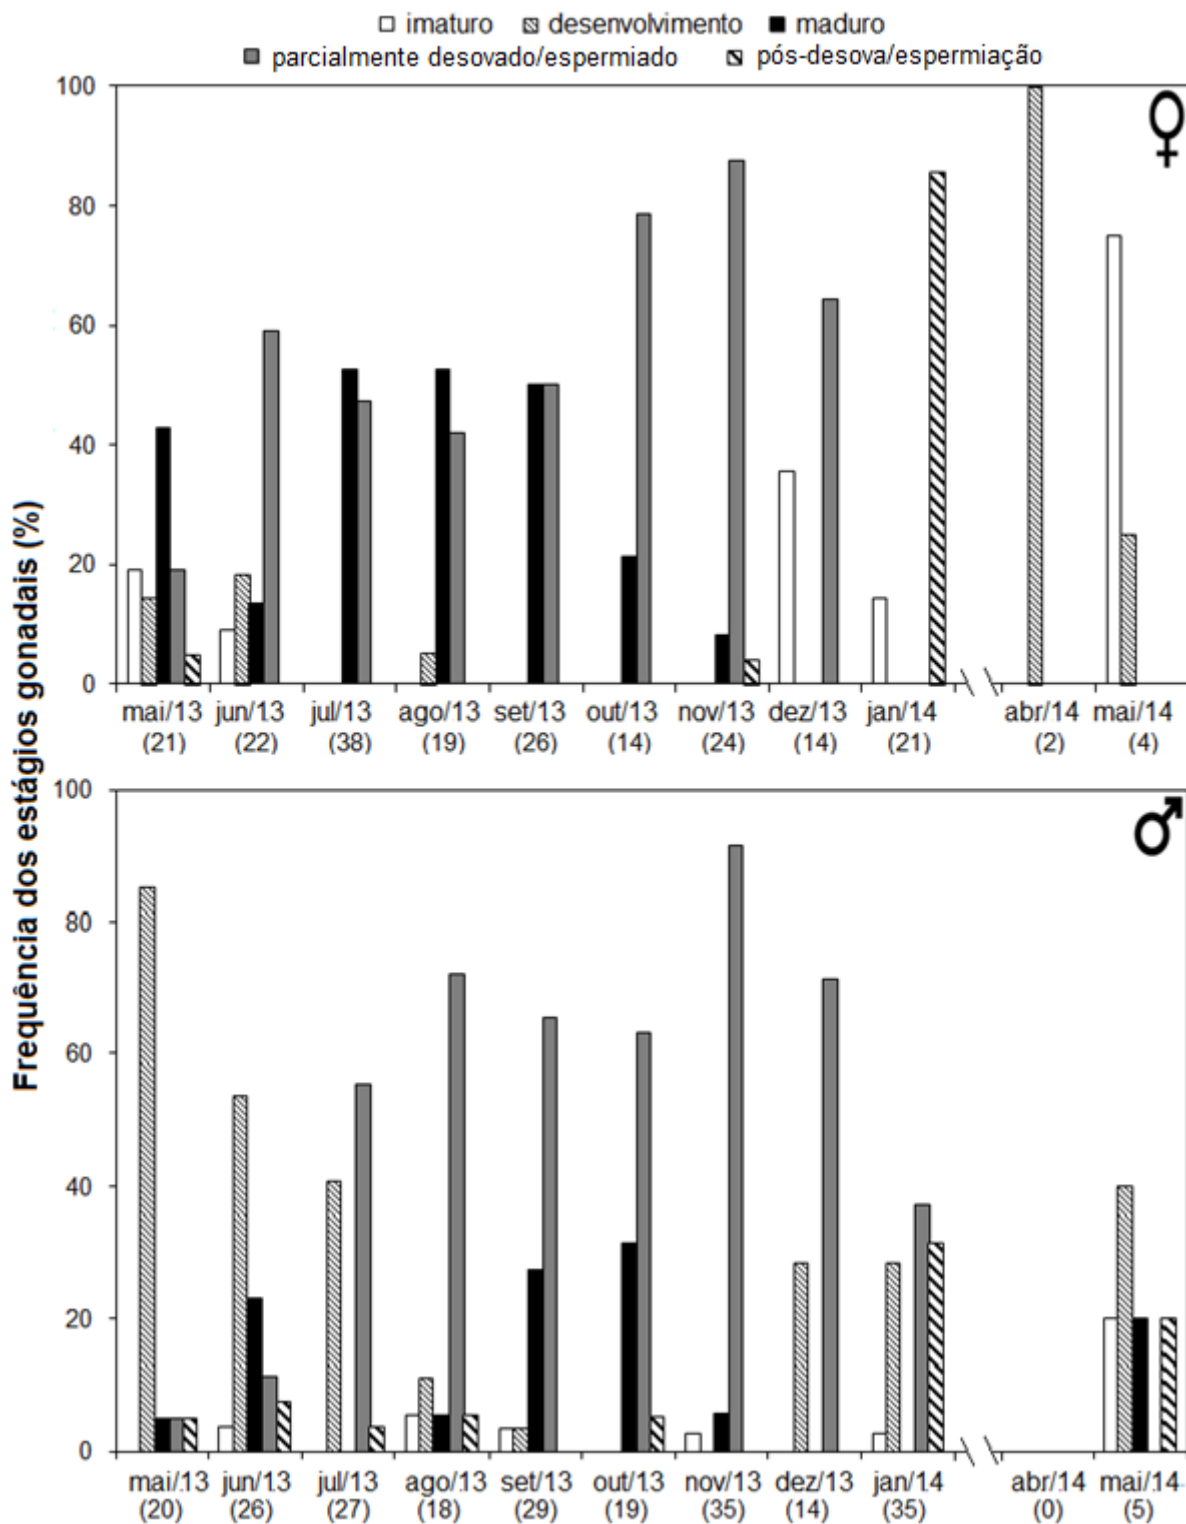 imaturo desenvolvimento maduro
parcialmente desovado/espermiado pós-desova/espermiação
Frequência dos estágios gonadais (%)
100
80
60
40
20
0
mai/13 jun/13 jul/13 ago/13 set/13 out/13 nov/13 dez/13 jan/14 abr/14 mai/14
(21) (22) (38) (19) (26) (14) (24) (14) (21) (2) (4)
100
80
60
40
20
0
mai/13 jun/13 jul/13 ago/13 set/13 out/13 nov/13 dez/13 jan/14 abr/14 mai/14
(20) (26) (27) (18) (29) (19) (35) (14) (35) (0) (5)